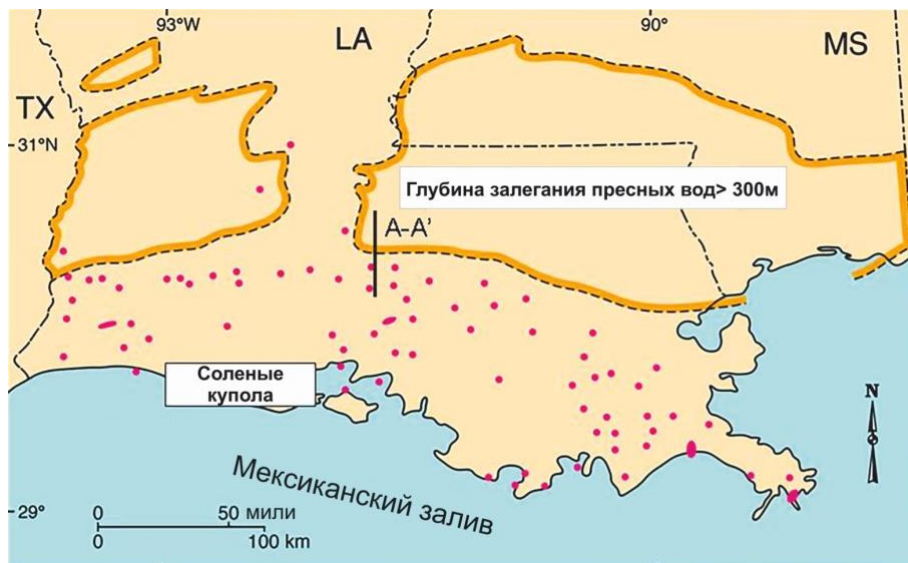 93°W
90°
LA
MS
TX
31°N
Глубина залегания пресных вод> 300м
A-A'
Соленые
купола
N
Мексиканский залив
29°
0 50 мили
0 100 km